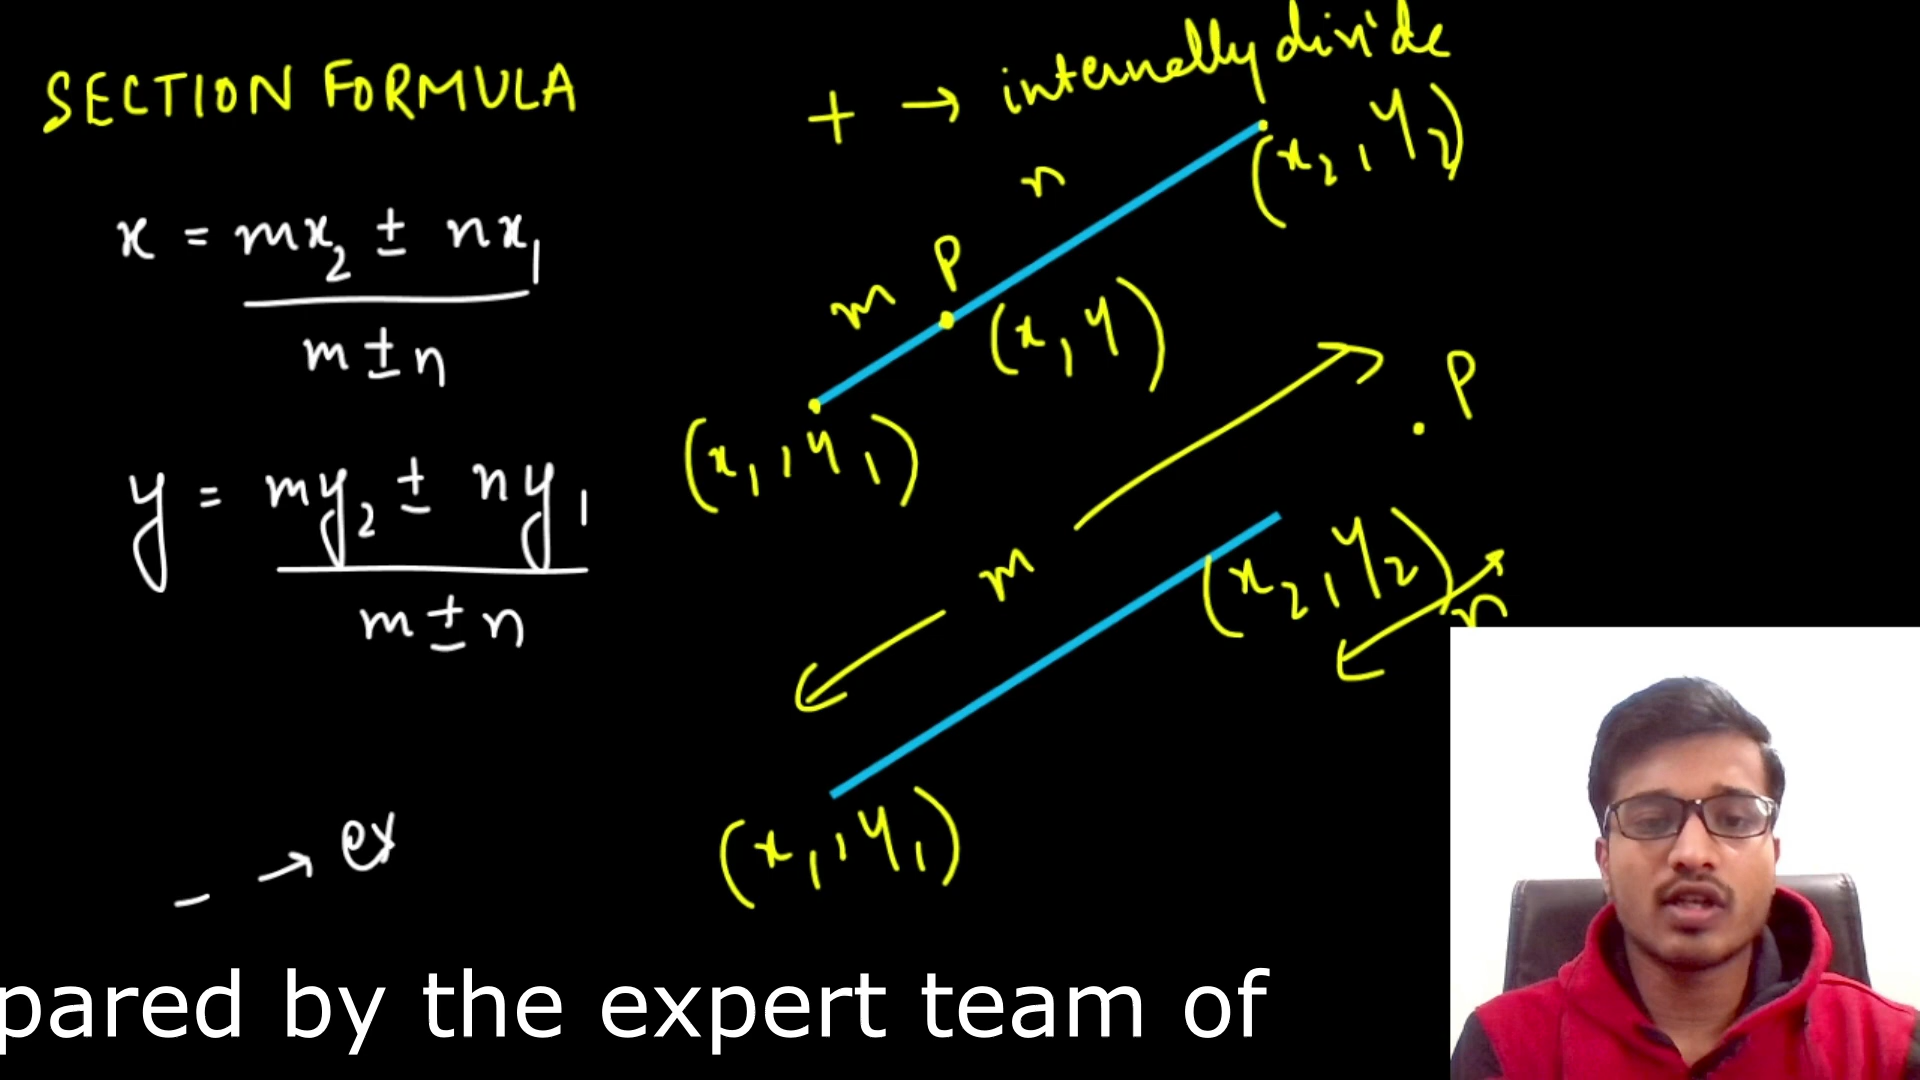 SECTION FORMULA
+ → internally divide
x = mx₂ ± nx₁
m ± n
y = my₂ ± ny₁
m ± n
- → ex
n
(x₂, y₂)
m P
(x, y)
(x₁, y₁)
P
m
(x₂, y₂)
n
(x₁, y₁)
pared by the expert team of